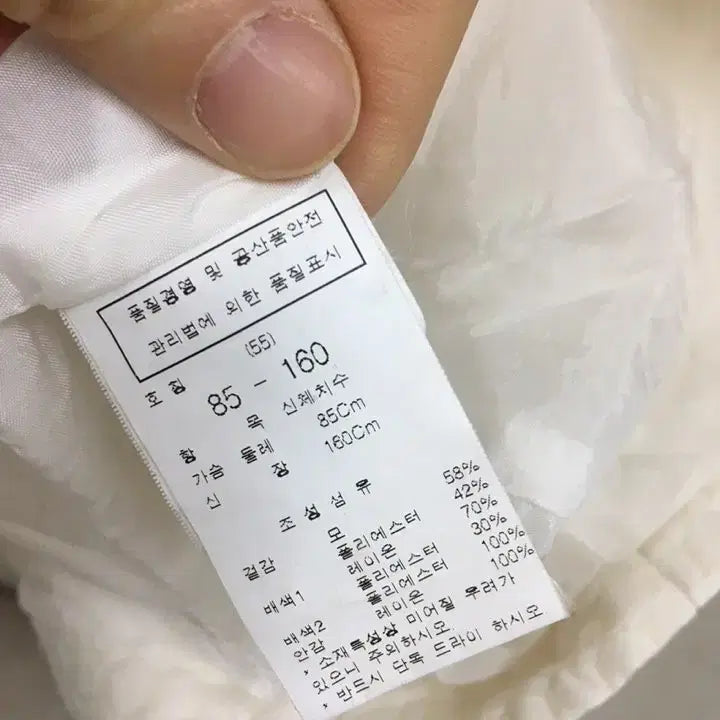 품질경영 및 공산품안전
관리법에 의한 품질표시
(55)
호칭 85 - 160
항 목 신체치수
가슴 둘레 85Cm
신 장 160Cm
조성섬유
겉감 모 58%
폴리에스터 42%
배색1 레이온 70%
폴리에스터 30%
배색2 폴리에스터 100%
안감 레이온 100%
* 소재특성상 미어질 우려가
있으니 주의하시오.
* 반드시 단독 드라이 하시오.